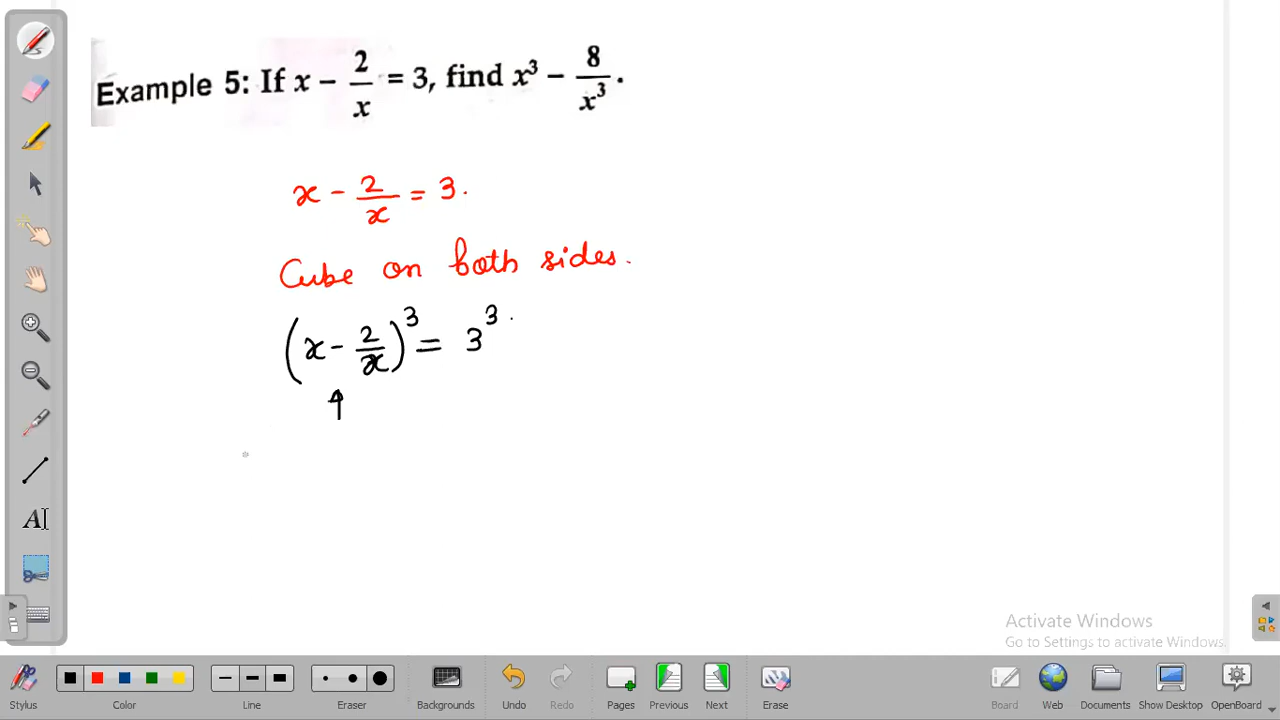 Example 5: If x - 2/x = 3, find x³ - 8/x³.
x - 2/x = 3.
Cube on both sides.
(x - 2/x)³ = 3³.
AI
Activate Windows
Go to Settings to activate Windows.
Stylus Color Line Eraser Backgrounds Undo Redo Pages Previous Next Erase Board Web Documents Show Desktop OpenBoard